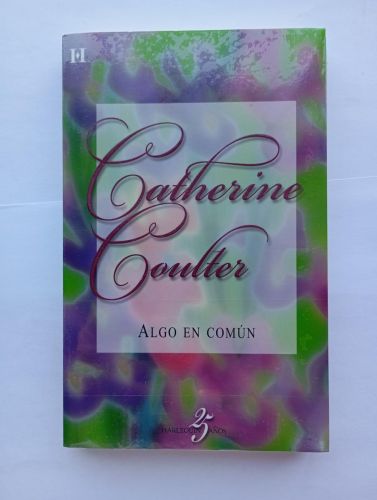 H
Catherine
Coulter
ALGO EN COMÚN
25
HARLEQUIN AÑOS